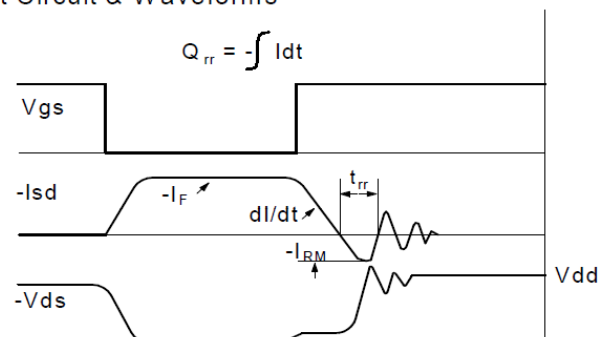 t Circuit & Waveforms
Q rr = -∫ Idt
Vgs
-Isd
-I F
dI/dt
t rr
-I RM
Vdd
-Vds